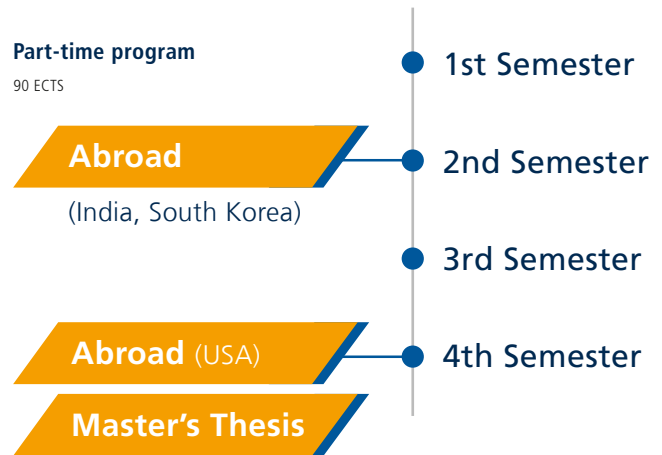 Part-time program
90 ECTS
1st Semester
Abroad
2nd Semester
(India, South Korea)
3rd Semester
Abroad (USA)
4th Semester
Master’s Thesis